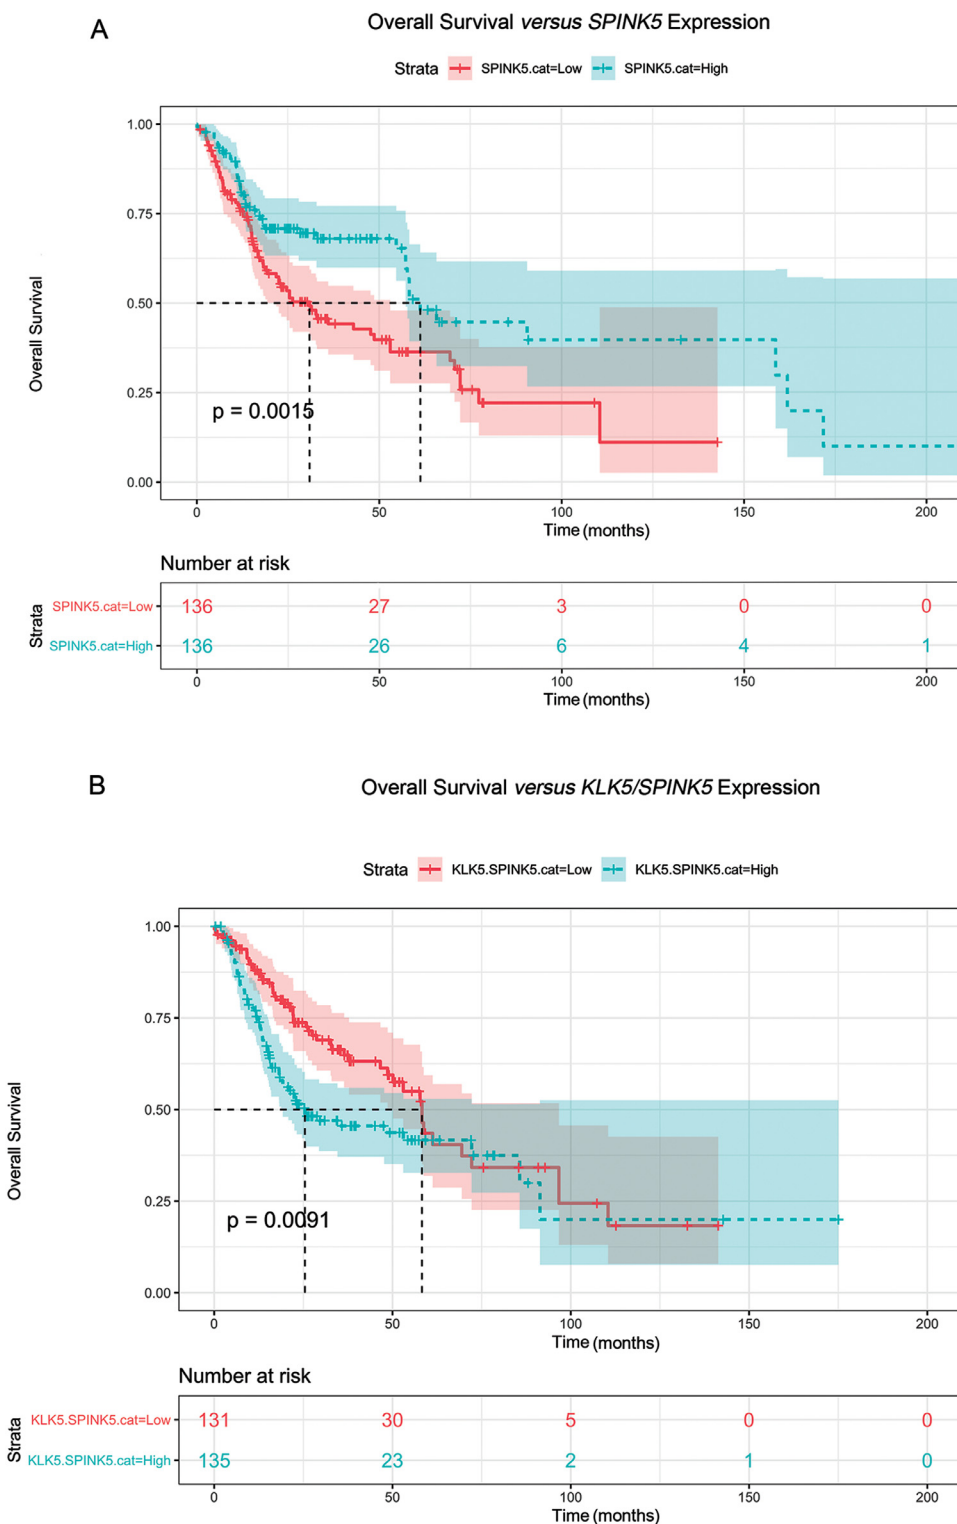 A
Overall Survival versus SPINK5 Expression
Strata SPINK5.cat=Low SPINK5.cat=High
1.00
0.75
0.50
0.25
0.00
Overall Survival
p = 0.0015
0 50 100 150 200
Time (months)
Number at risk
Strata
SPINK5.cat=Low 136 27 3 0 0
SPINK5.cat=High 136 26 6 4 1
0 50 100 150 200
Time (months)
B
Overall Survival versus KLK5/SPINK5 Expression
Strata KLK5.SPINK5.cat=Low KLK5.SPINK5.cat=High
1.00
0.75
0.50
0.25
0.00
Overall Survival
p = 0.0091
0 50 100 150 200
Time (months)
Number at risk
Strata
KLK5.SPINK5.cat=Low 131 30 5 0 0
KLK5.SPINK5.cat=High 135 23 2 1 0
0 50 100 150 200
Time (months)